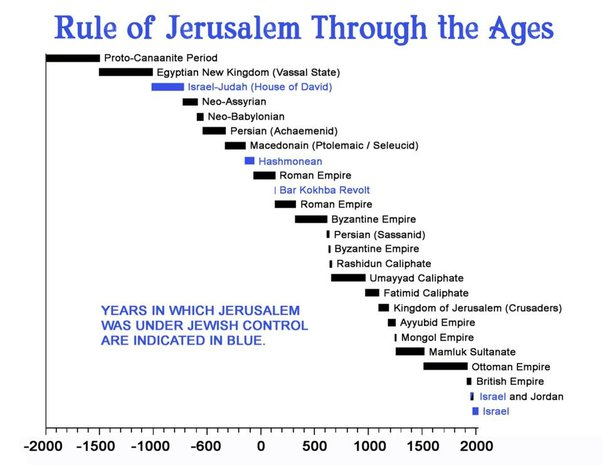 Rule of Jerusalem Through the Ages
Proto-Canaanite Period
Egyptian New Kingdom (Vassal State)
Israel-Judah (House of David)
Neo-Assyrian
Neo-Babylonian
Persian (Achaemenid)
Macedonain (Ptolemaic / Seleucid)
Hashmonean
Roman Empire
Bar Kokhba Revolt
Roman Empire
Byzantine Empire
Persian (Sassanid)
Byzantine Empire
Rashidun Caliphate
Umayyad Caliphate
Fatimid Caliphate
Kingdom of Jerusalem (Crusaders)
Ayyubid Empire
Mongol Empire
Mamluk Sultanate
Ottoman Empire
British Empire
Israel and Jordan
Israel
YEARS IN WHICH JERUSALEM
WAS UNDER JEWISH CONTROL
ARE INDICATED IN BLUE.
-2000 -1000 -600 0 600 1000 2000